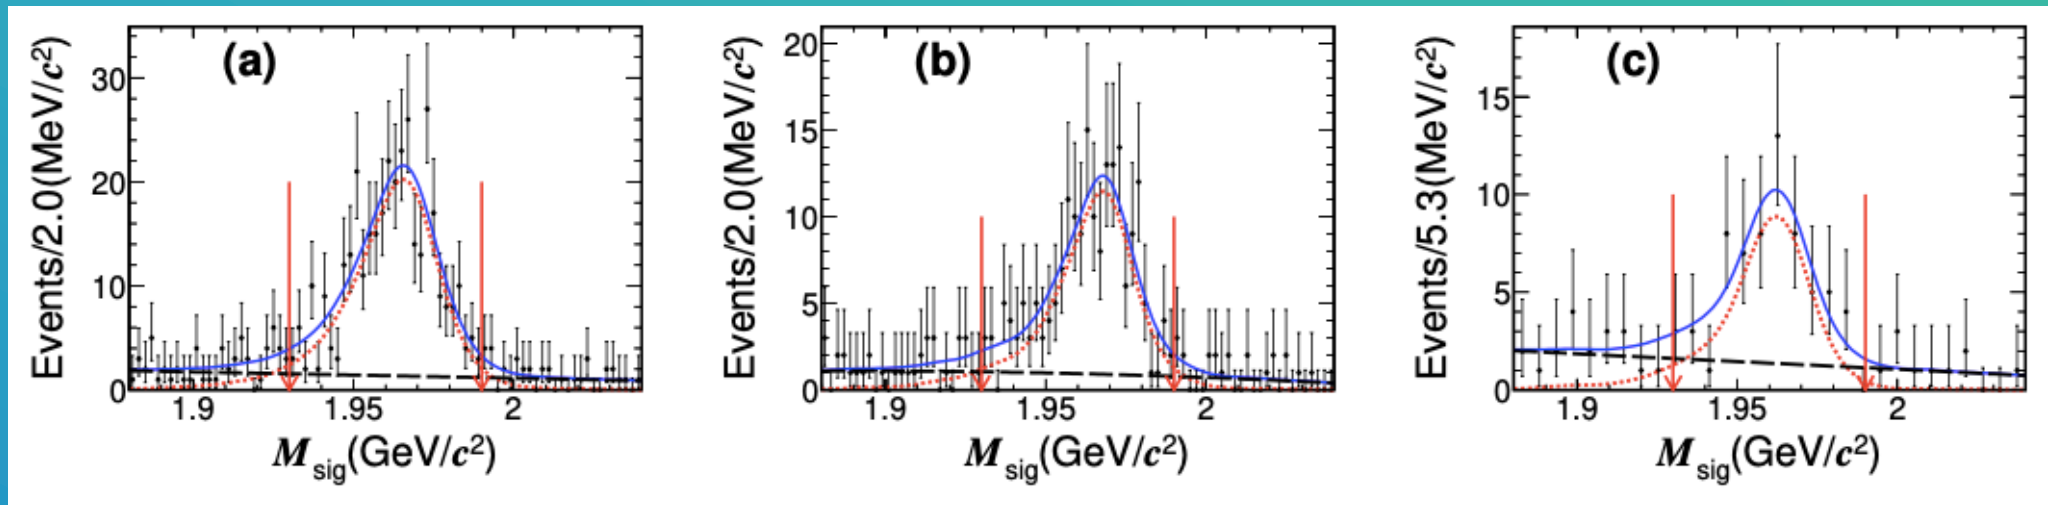 (a)
Events/2.0(MeV/c²)
30
20
10
0
1.9 1.95 2
M_sig(GeV/c²)
(b)
Events/2.0(MeV/c²)
20
15
10
5
0
1.9 1.95 2
M_sig(GeV/c²)
(c)
Events/5.3(MeV/c²)
15
10
5
0
1.9 1.95 2
M_sig(GeV/c²)